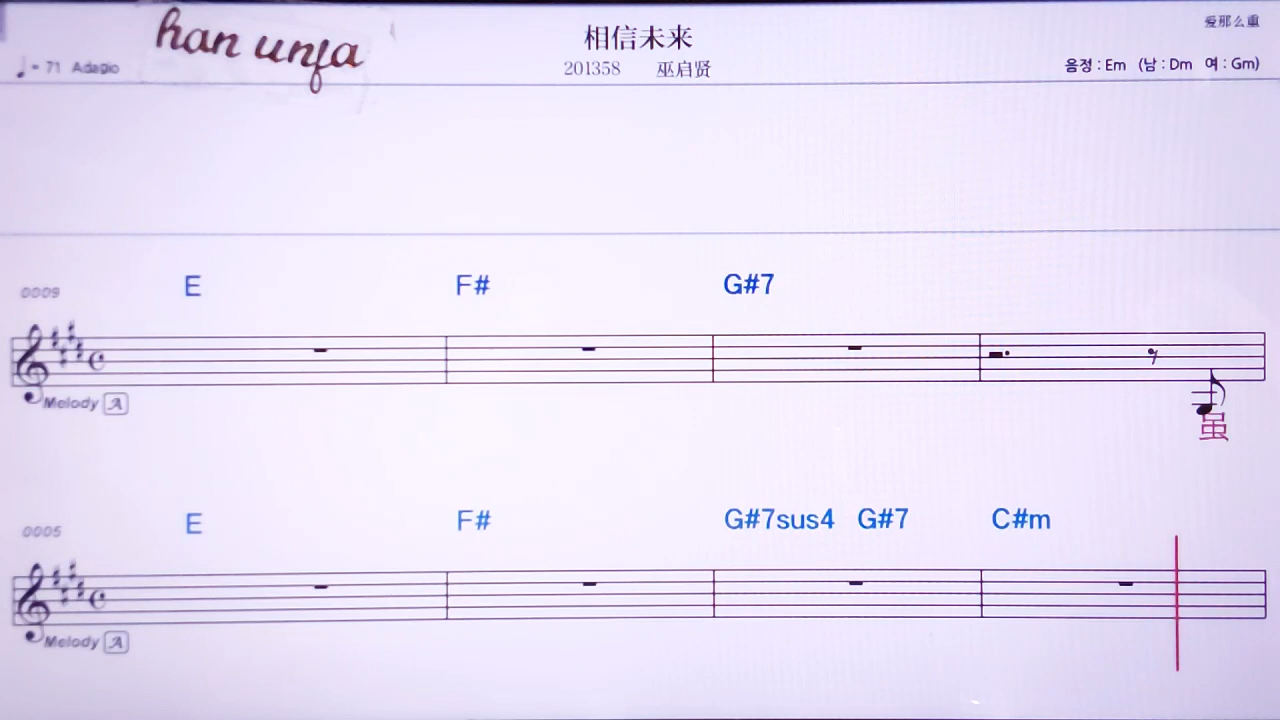 han unfa
相信未来
爱那么重
♩= 71 Adagio
201358 巫启贤
음정 : Em (남 : Dm 여 : Gm)
0009 E F# G#7
Melody A
虽
0005 E F# G#7sus4 G#7 C#m
Melody A